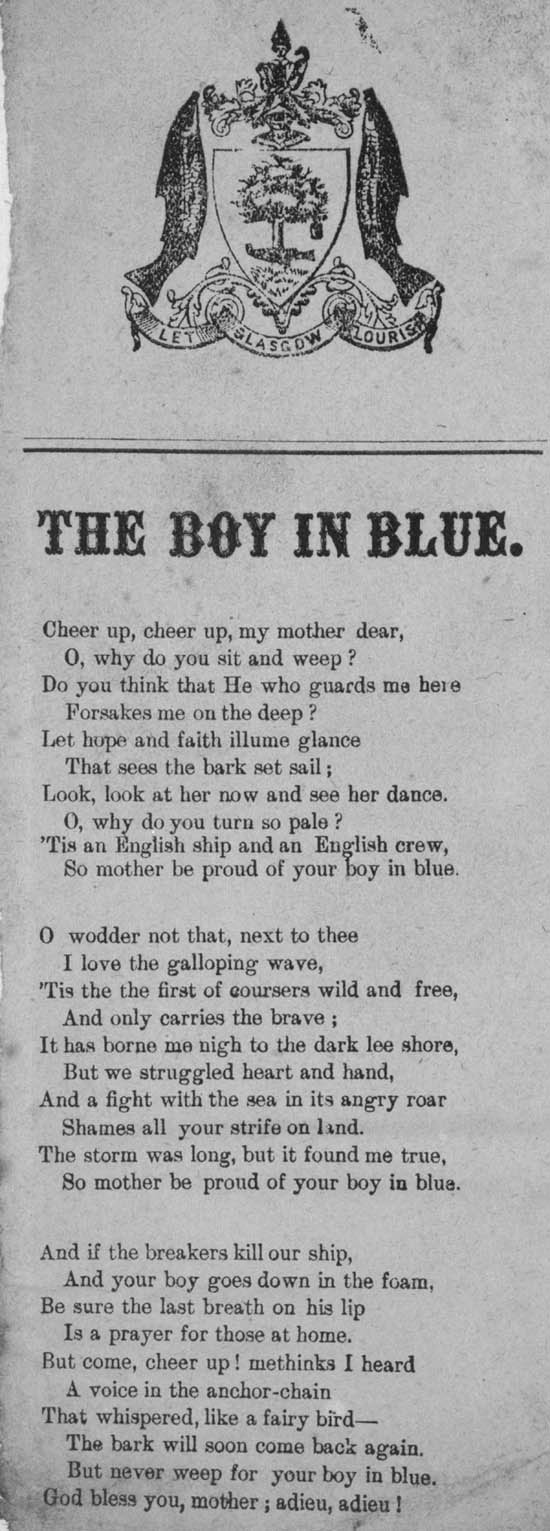 LET GLASGOW FLOURISH
THE BOY IN BLUE.
Cheer up, cheer up, my mother dear,
O, why do you sit and weep ?
Do you think that He who guards me here
Forsakes me on the deep ?
Let hope and faith illume glance
That sees the bark set sail ;
Look, look at her now and see her dance.
O, why do you turn so pale ?
'Tis an English ship and an English crew,
So mother be proud of your boy in blue.
O wodder not that, next to thee
I love the galloping wave,
'Tis the the first of coursers wild and free,
And only carries the brave ;
It has borne me nigh to the dark lee shore,
But we struggled heart and hand,
And a fight with the sea in its angry roar
Shames all your strife on land.
The storm was long, but it found me true,
So mother be proud of your boy in blue.
And if the breakers kill our ship,
And your boy goes down in the foam,
Be sure the last breath on his lip
Is a prayer for those at home.
But come, cheer up ! methinks I heard
A voice in the anchor-chain
That whispered, like a fairy bird—
The bark will soon come back again.
But never weep for your boy in blue.
God bless you, mother ; adieu, adieu !